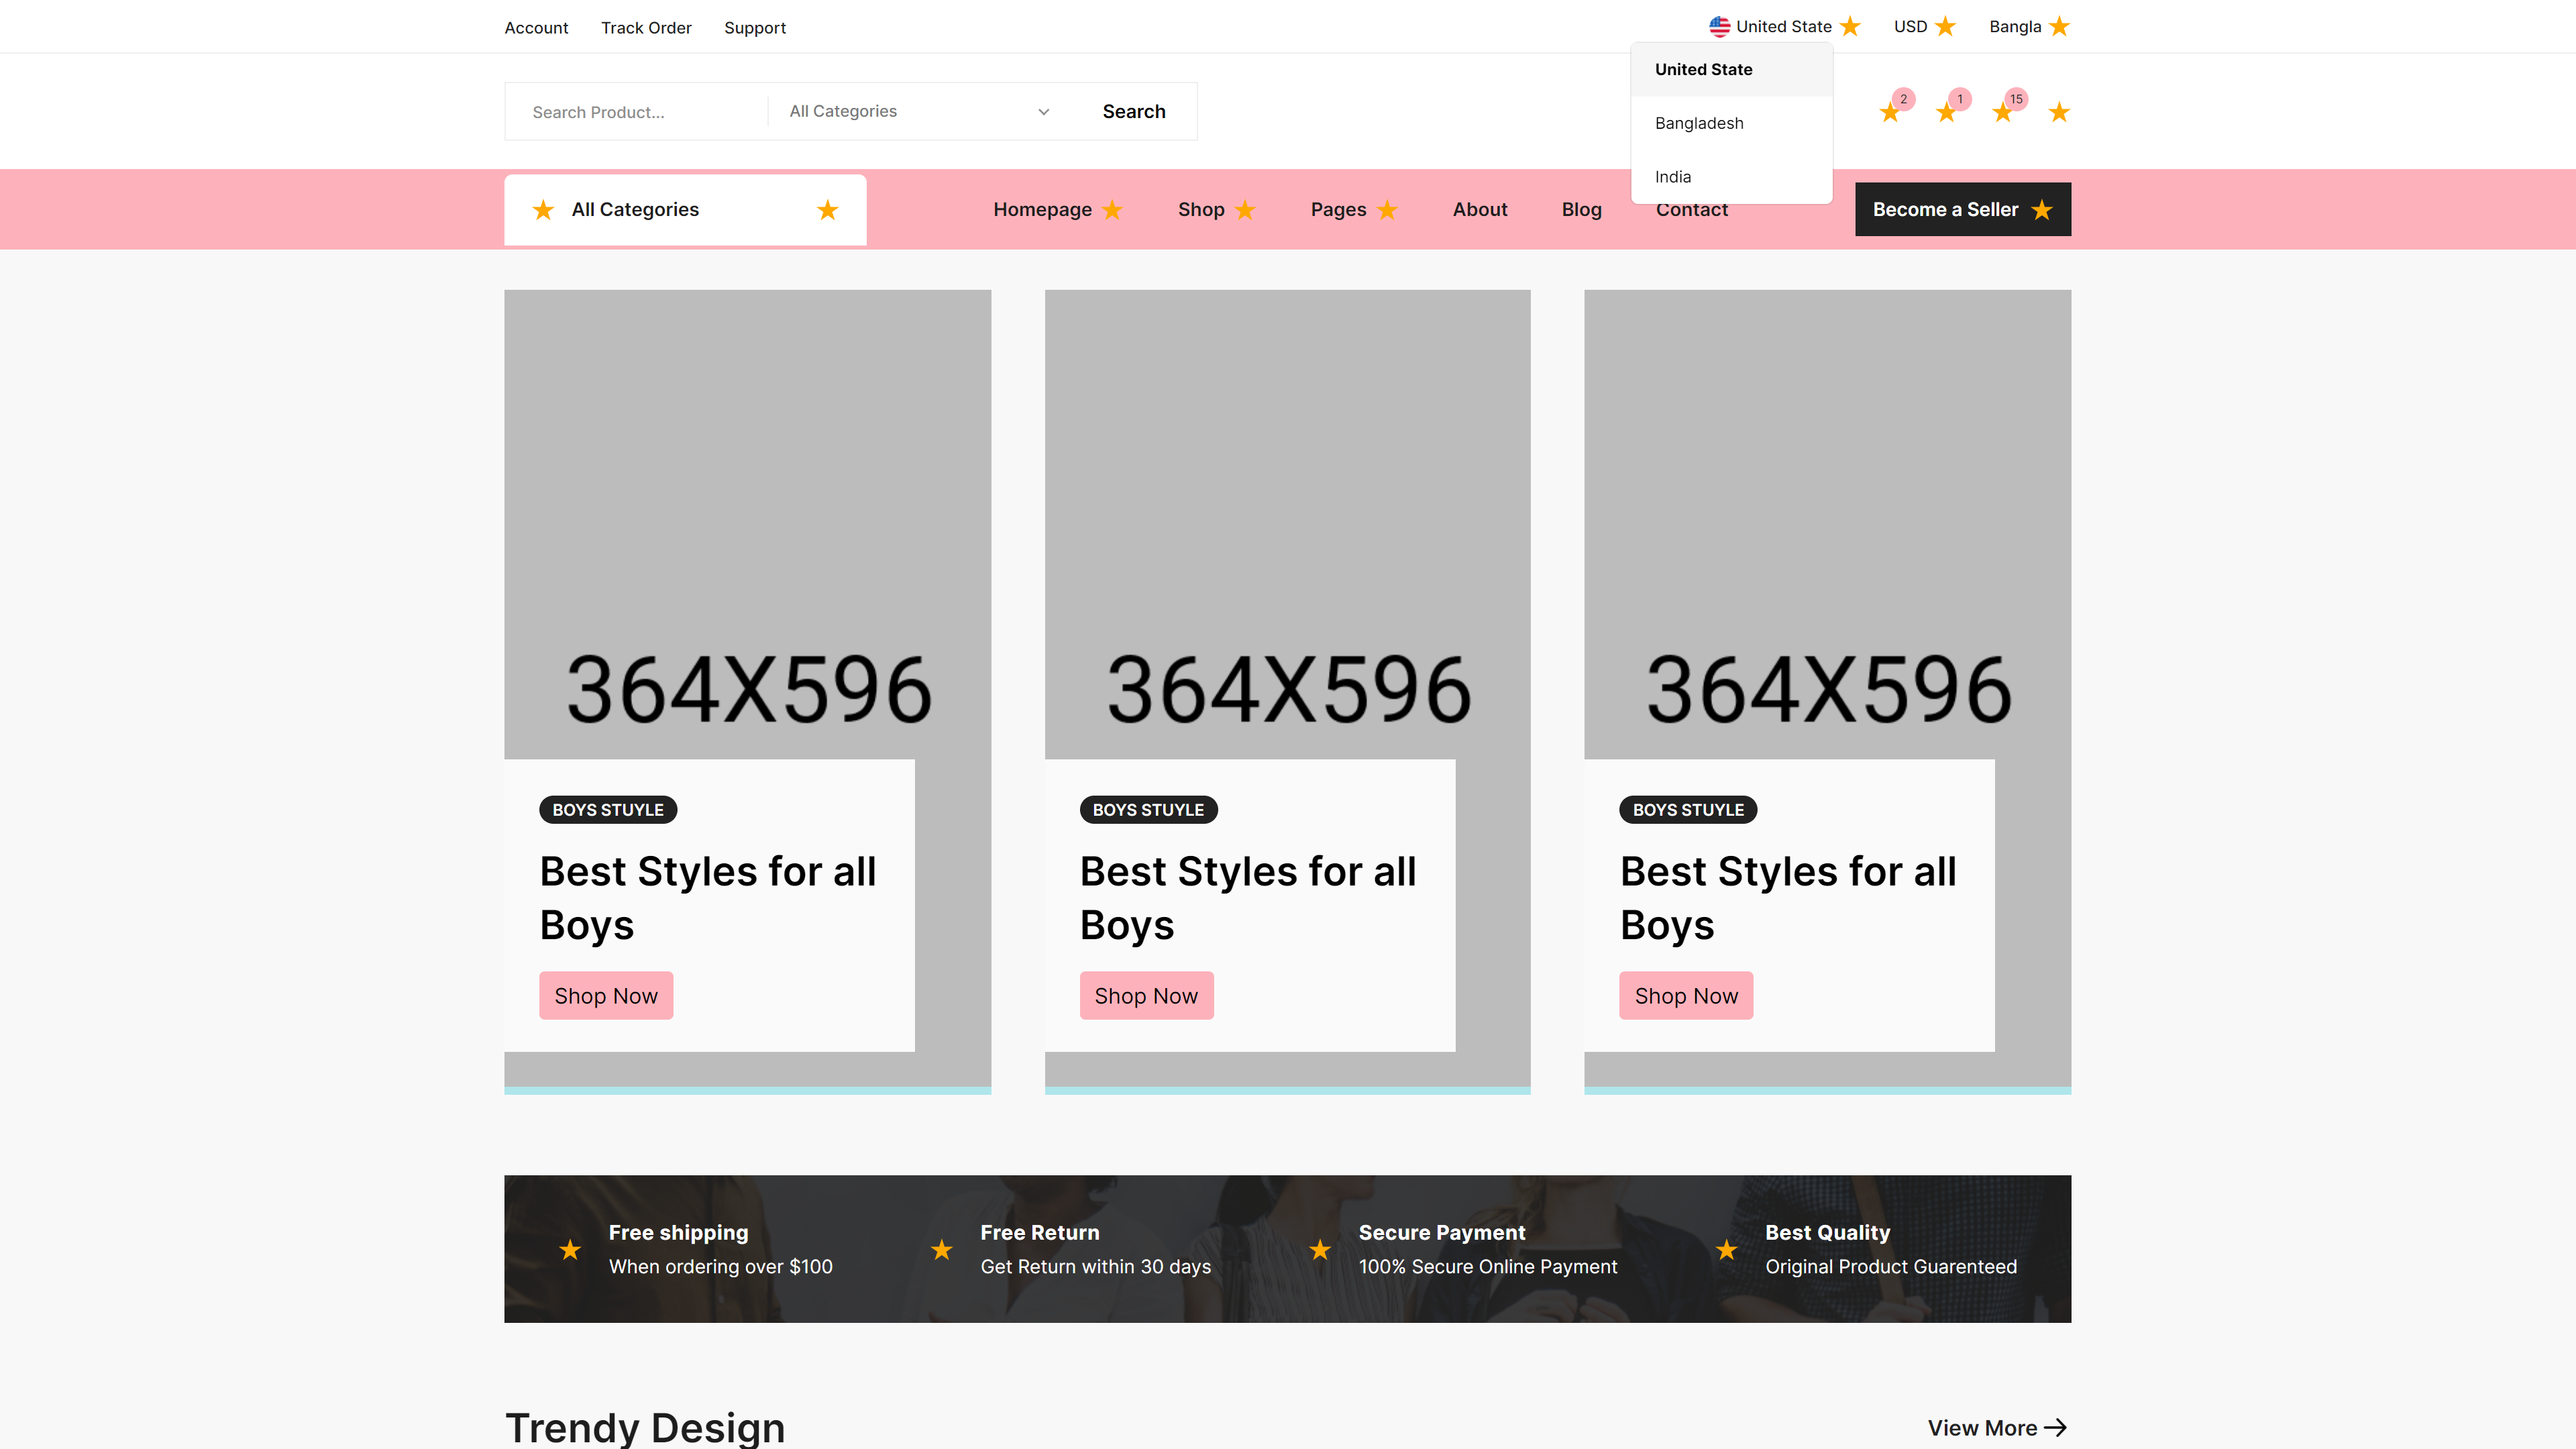 Account
Track Order
Support
United State
USD
Bangla
United State
Bangladesh
India
Search Product...
All Categories
Search
2
1
15
All Categories
Homepage
Shop
Pages
About
Blog
Contact
Become a Seller
364X596
BOYS STUYLE
Best Styles for all
Boys
Shop Now
364X596
BOYS STUYLE
Best Styles for all
Boys
Shop Now
364X596
BOYS STUYLE
Best Styles for all
Boys
Shop Now
Free shipping
When ordering over $100
Free Return
Get Return within 30 days
Secure Payment
100% Secure Online Payment
Best Quality
Original Product Guarenteed
Trendy Design
View More